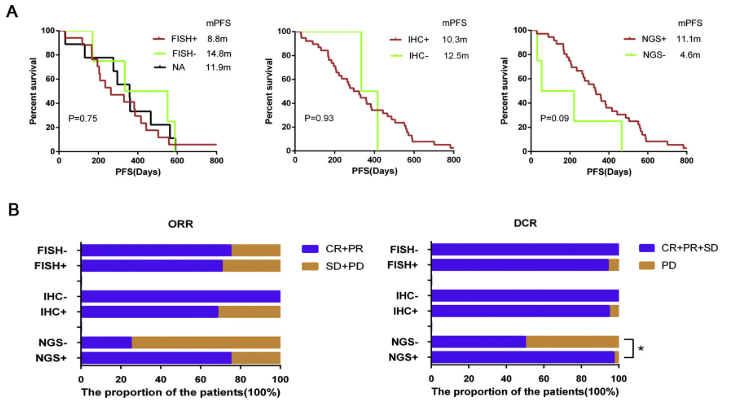 A
mPFS
FISH+ 8.8m
FISH- 14.8m
NA 11.9m
Percent survival
100
80
60
40
20
0
P=0.75
0 200 400 600 800
PFS(Days)
mPFS
IHC+ 10.3m
IHC- 12.5m
Percent survival
100
80
60
40
20
0
P=0.93
0 200 400 600 800
PFS(Days)
mPFS
NGS+ 11.1m
NGS- 4.6m
Percent survival
100
80
60
40
20
0
P=0.09
0 200 400 600 800
PFS(Days)
B
ORR
FISH-
FISH+
IHC-
IHC+
NGS-
NGS+
0 20 40 60 80 100
The proportion of the patients(100%)
CR+PR
SD+PD
DCR
FISH-
FISH+
IHC-
IHC+
NGS-
NGS+
*
0 20 40 60 80 100
The proportion of the patients(100%)
CR+PR+SD
PD